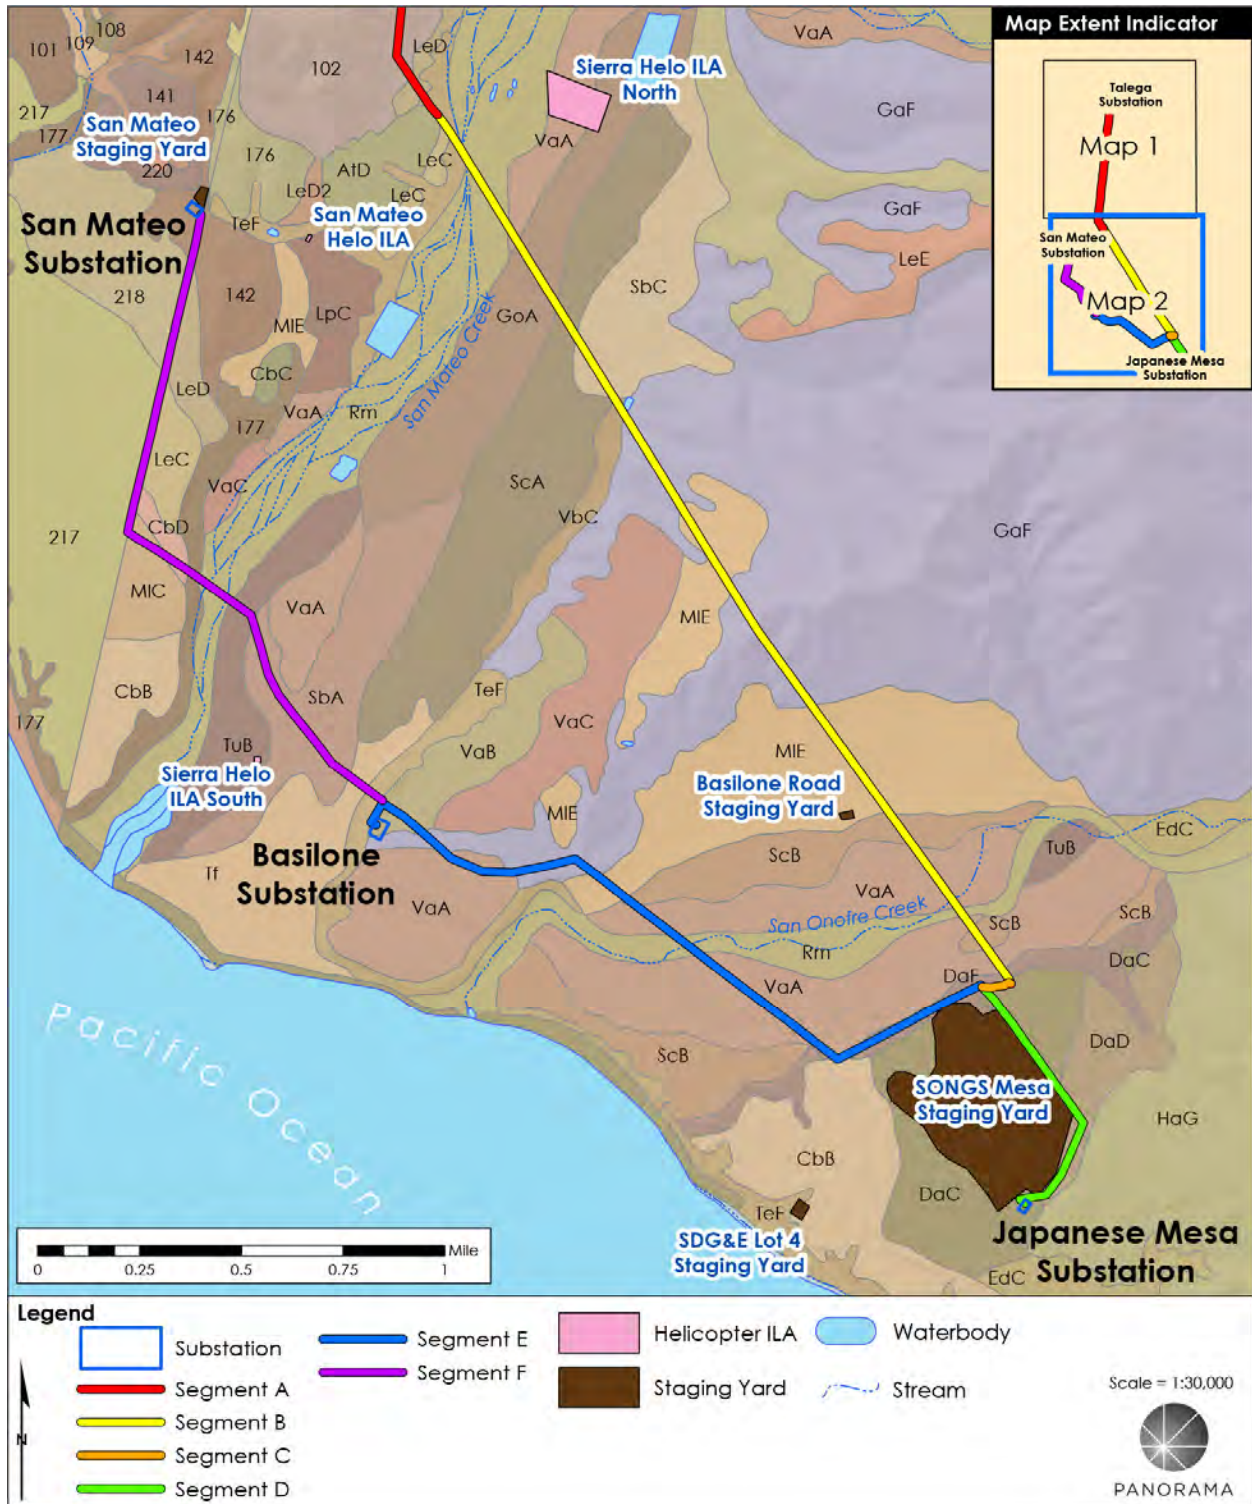 Map Extent Indicator
Talega
Substation
Map 1
San Mateo
Substation
Map 2
Japanese Mesa
Substation
101
109
108
142
102
LeD
VaA
Sierra Helo ILA
North
GaF
217
177
141
176
San Mateo
Staging Yard
220
176
AtD
LeC
VaA
LeD2
LeC
GaF
San Mateo
Substation
TeF
San Mateo
Helo ILA
LeE
218
142
MIE
LpC
SbC
GoA
San Mateo Creek
CbC
LeD
VaA
Rm
177
LeC
VaC
ScA
VbC
CbD
217
GaF
MIC
VaA
MIE
CbB
SbA
TeF
177
VaC
TuB
VaB
MIE
Sierra Helo
ILA South
Basilone Road
Staging Yard
MIE
EdC
Basilone
Substation
ScB
TuB
Tf
VaA
VaA
San Onofre Creek
ScB
ScB
Rm
DaC
DaF
VaA
Pacific Ocean
ScB
DaD
SONGS Mesa
Staging Yard
HaG
CbB
DaC
TeF
SDG&E Lot 4
Staging Yard
Japanese Mesa
Substation
EdC
Mile
0 0.25 0.5 0.75 1
Legend
Substation
Segment A
Segment B
Segment C
Segment D
Segment E
Segment F
Helicopter ILA
Staging Yard
Waterbody
Stream
N
Scale = 1:30,000
PANORAMA